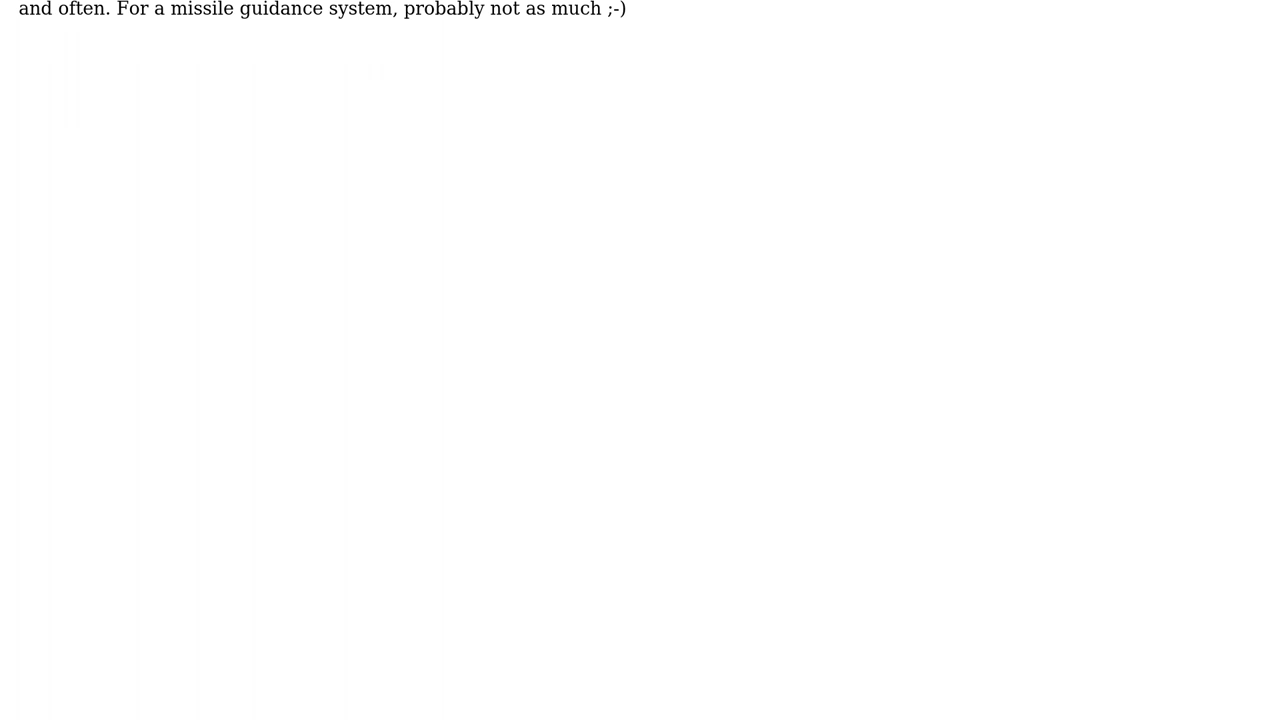 and often. For a missile guidance system, probably not as much ;-)